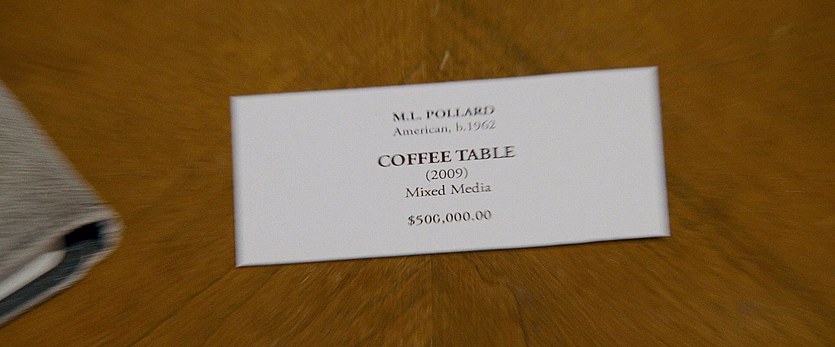 M.L. POLLARD
American, b.1962
COFFEE TABLE
(2009)
Mixed Media
$500,000.00